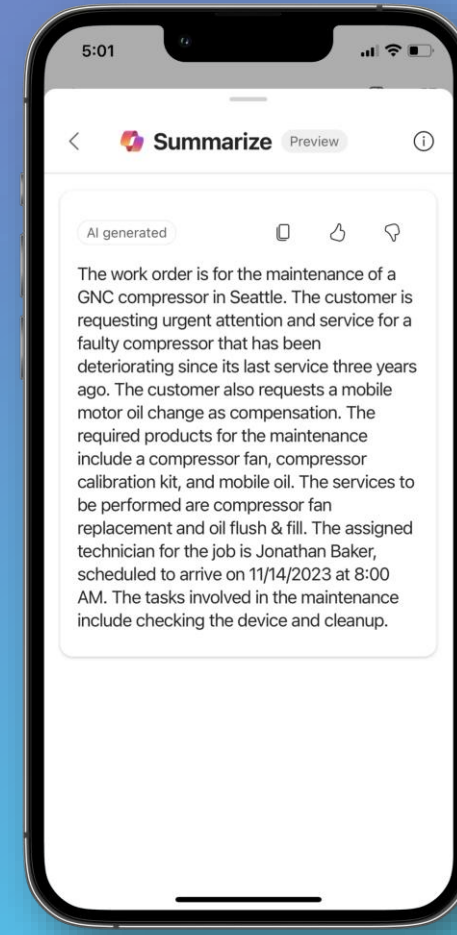 5:01
Summarize Preview
AI generated
The work order is for the maintenance of a
GNC compressor in Seattle. The customer is
requesting urgent attention and service for a
faulty compressor that has been
deteriorating since its last service three years
ago. The customer also requests a mobile
motor oil change as compensation. The
required products for the maintenance
include a compressor fan, compressor
calibration kit, and mobile oil. The services to
be performed are compressor fan
replacement and oil flush & fill. The assigned
technician for the job is Jonathan Baker,
scheduled to arrive on 11/14/2023 at 8:00
AM. The tasks involved in the maintenance
include checking the device and cleanup.